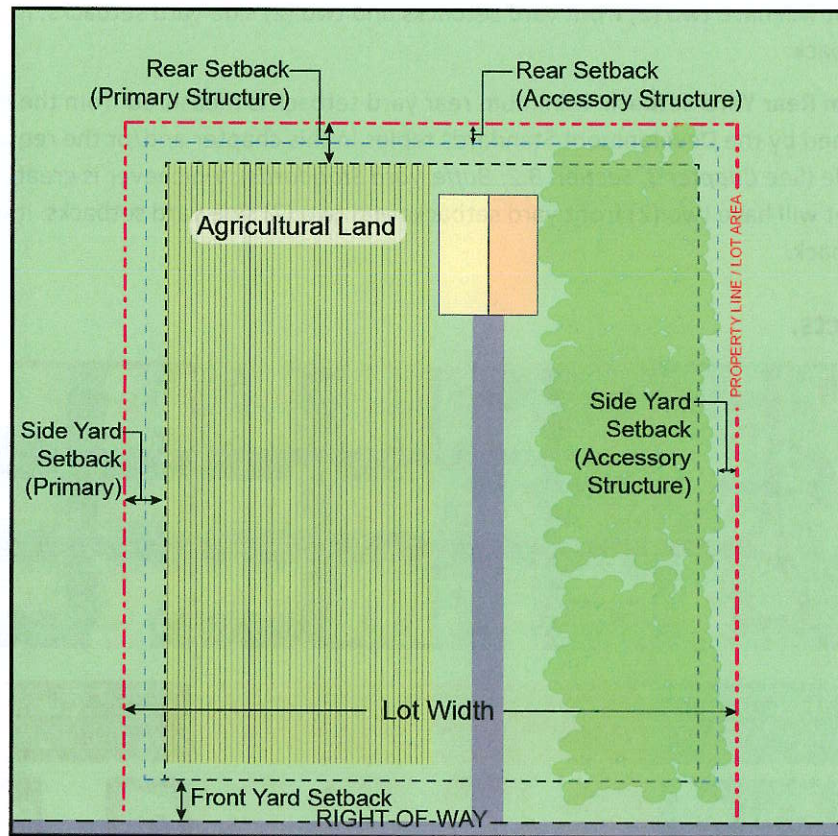 Rear Setback
(Primary Structure)
Rear Setback
(Accessory Structure)
Agricultural Land
PROPERTY LINE / LOT AREA
Side Yard
Setback
(Accessory
Structure)
Side Yard
Setback
(Primary)
Lot Width
Front Yard Setback
RIGHT-OF-WAY